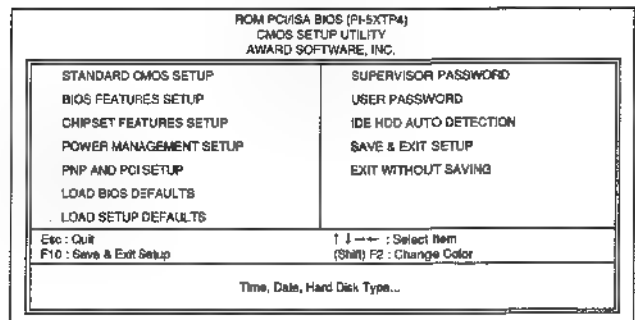 ROM PCI/ISA BIOS (PI-5XTP4)
CMOS SETUP UTILITY
AWARD SOFTWARE, INC.
STANDARD CMOS SETUP
BIOS FEATURES SETUP
CHIPSET FEATURES SETUP
POWER MANAGEMENT SETUP
PNP AND PCI SETUP
LOAD BIOS DEFAULTS
LOAD SETUP DEFAULTS
SUPERVISOR PASSWORD
USER PASSWORD
IDE HDD AUTO DETECTION
SAVE & EXIT SETUP
EXIT WITHOUT SAVING
Esc : Quit
F10 : Save & Exit Setup
↑ ↓ → ← : Select Item
(Shift) F2 : Change Color
Time, Date, Hard Disk Type...